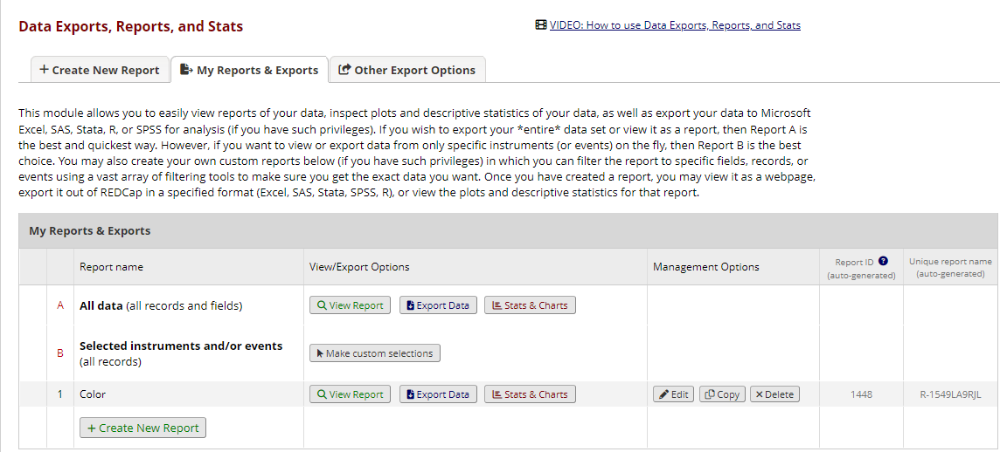 Data Exports, Reports, and Stats
VIDEO: How to use Data Exports, Reports, and Stats
+ Create New Report
My Reports & Exports
Other Export Options
This module allows you to easily view reports of your data, inspect plots and descriptive statistics of your data, as well as export your data to Microsoft
Excel, SAS, Stata, R, or SPSS for analysis (if you have such privileges). If you wish to export your *entire* data set or view it as a report, then Report A is
the best and quickest way. However, if you want to view or export data from only specific instruments (or events) on the fly, then Report B is the best
choice. You may also create your own custom reports below (if you have such privileges) in which you can filter the report to specific fields, records, or
events using a vast array of filtering tools to make sure you get the exact data you want. Once you have created a report, you may view it as a webpage,
export it out of REDCap in a specified format (Excel, SAS, Stata, SPSS, R), or view the plots and descriptive statistics for that report.
My Reports & Exports
Report name
View/Export Options
Management Options
Report ID ?
(auto-generated)
Unique report name
(auto-generated)
A
All data (all records and fields)
View Report
Export Data
Stats & Charts
B
Selected instruments and/or events
(all records)
Make custom selections
1
Color
View Report
Export Data
Stats & Charts
Edit
Copy
× Delete
1448
R-1549LA9RJL
+ Create New Report